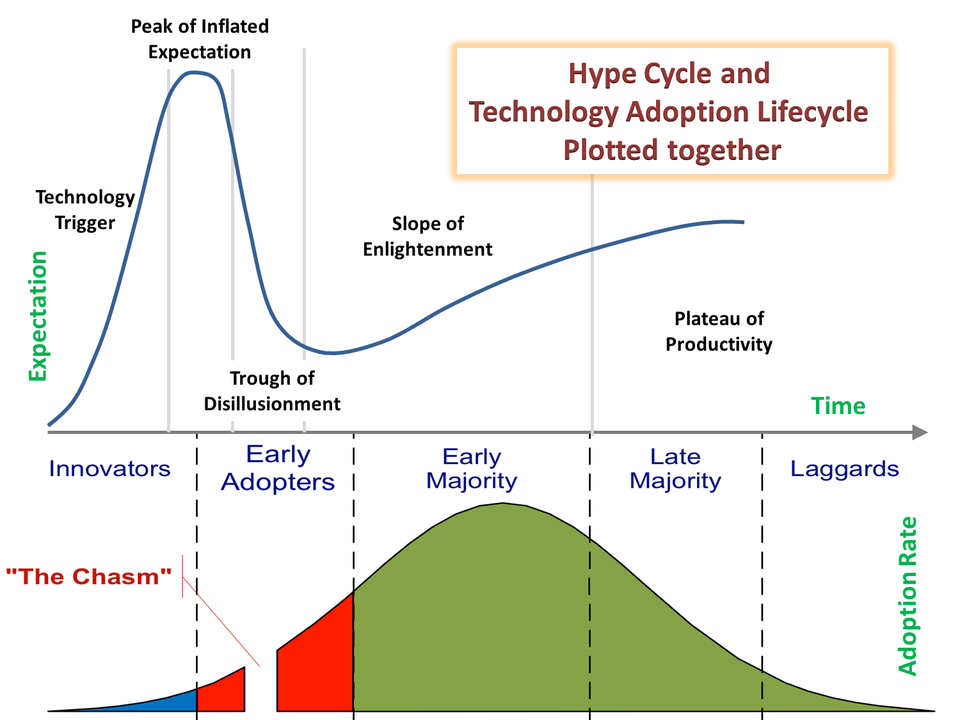 Peak of Inflated
Expectation
Hype Cycle and
Technology Adoption Lifecycle
Plotted together
Technology
Trigger
Slope of
Enlightenment
Expectation
Plateau of
Productivity
Trough of
Disillusionment
Time
Innovators
Early
Adopters
Early
Majority
Late
Majority
Laggards
"The Chasm"
Adoption Rate